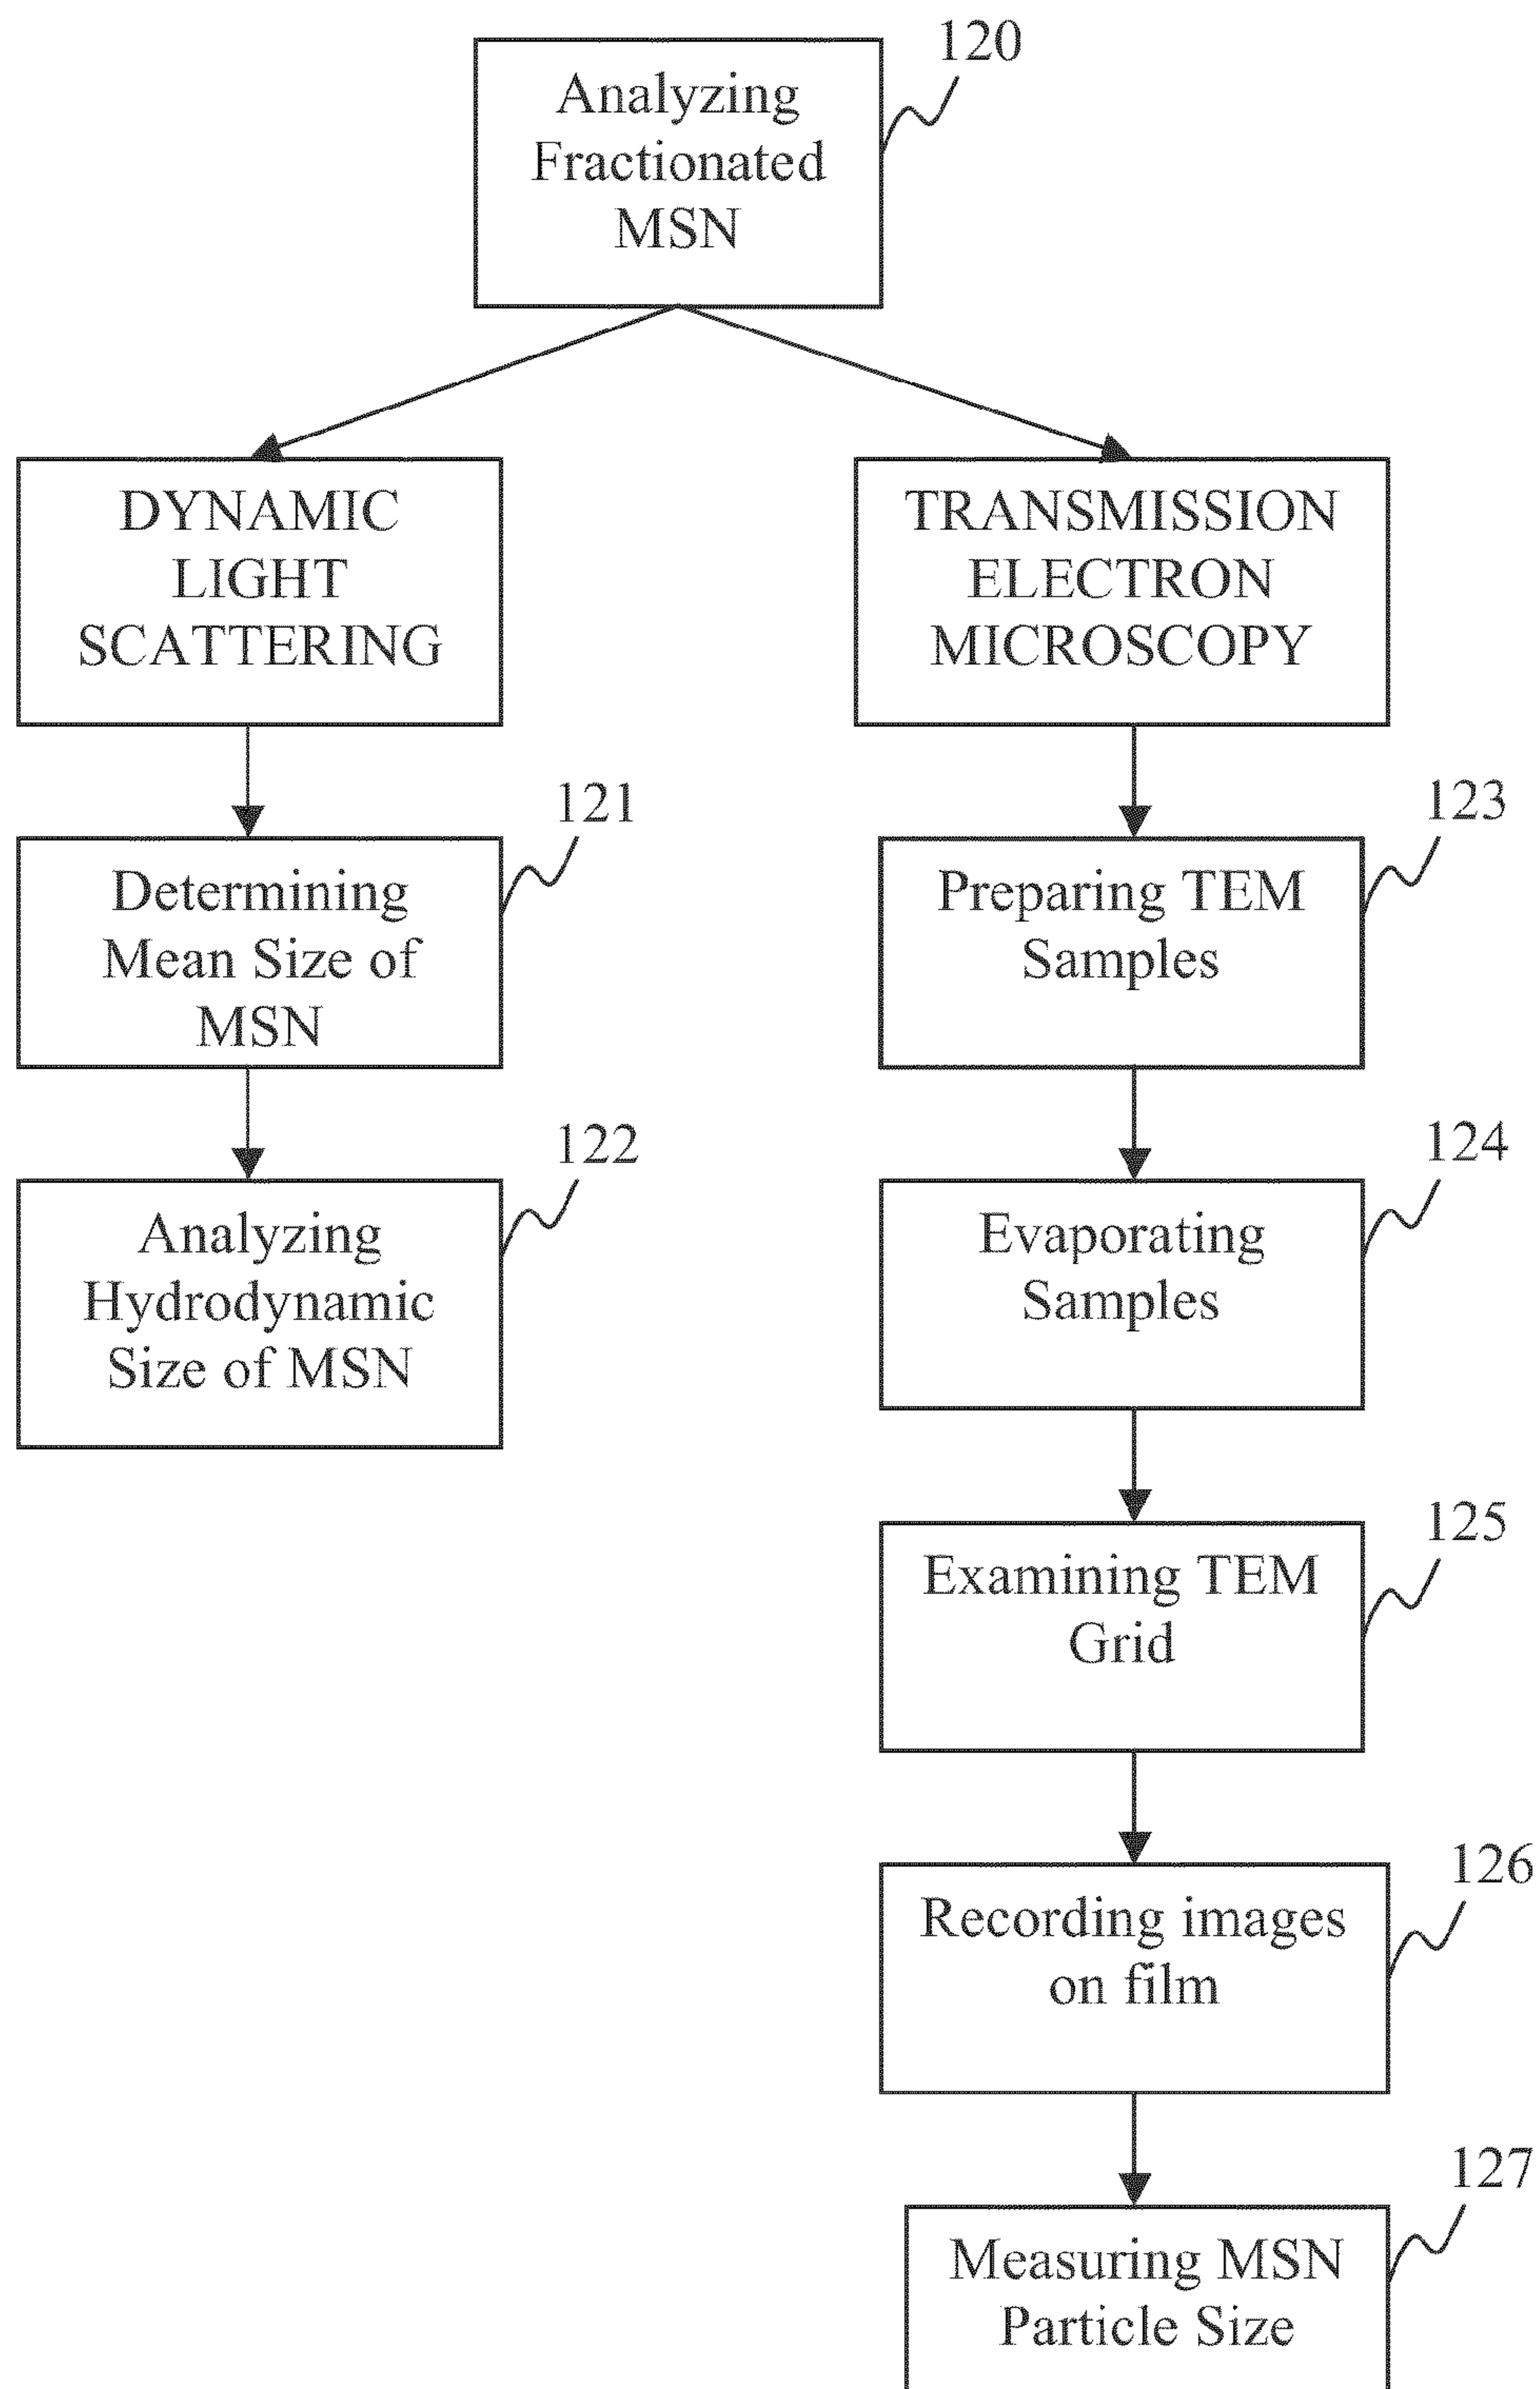 120
Analyzing
Fractionated
MSN
DYNAMIC
LIGHT
SCATTERING
121
Determining
Mean Size of
MSN
122
Analyzing
Hydrodynamic
Size of MSN
TRANSMISSION
ELECTRON
MICROSCOPY
123
Preparing TEM
Samples
124
Evaporating
Samples
125
Examining TEM
Grid
126
Recording images
on film
127
Measuring MSN
Particle Size